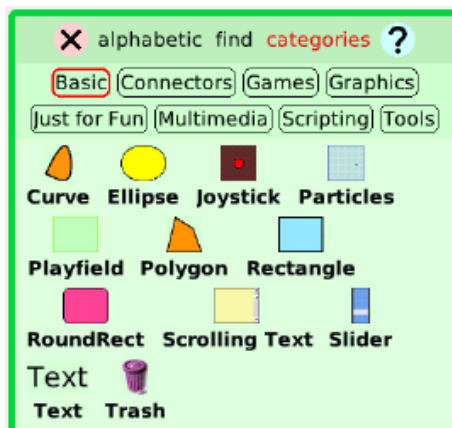 alphabetic find categories ?
Basic Connectors Games Graphics
Just for Fun Multimedia Scripting Tools
Curve Ellipse Joystick Particles
Playfield Polygon Rectangle
RoundRect Scrolling Text Slider
Text
Text Trash